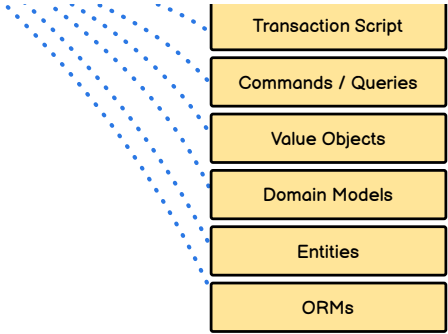 Transaction Script
Commands / Queries
Value Objects
Domain Models
Entities
ORMs